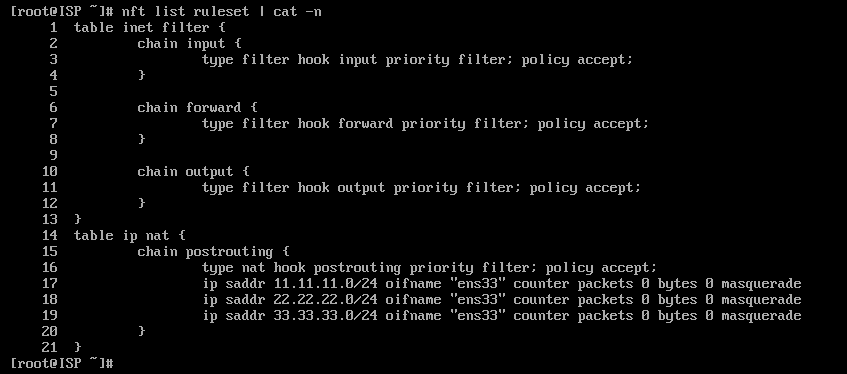 [root@ISP ~]# nft list ruleset | cat -n
     1  table inet filter {
     2          chain input {
     3                  type filter hook input priority filter; policy accept;
     4          }
     5
     6          chain forward {
     7                  type filter hook forward priority filter; policy accept;
     8          }
     9
    10          chain output {
    11                  type filter hook output priority filter; policy accept;
    12          }
    13  }
    14  table ip nat {
    15          chain postrouting {
    16                  type nat hook postrouting priority filter; policy accept;
    17                  ip saddr 11.11.11.0/24 oifname "ens33" counter packets 0 bytes 0 masquerade
    18                  ip saddr 22.22.22.0/24 oifname "ens33" counter packets 0 bytes 0 masquerade
    19                  ip saddr 33.33.33.0/24 oifname "ens33" counter packets 0 bytes 0 masquerade
    20          }
    21  }
[root@ISP ~]#